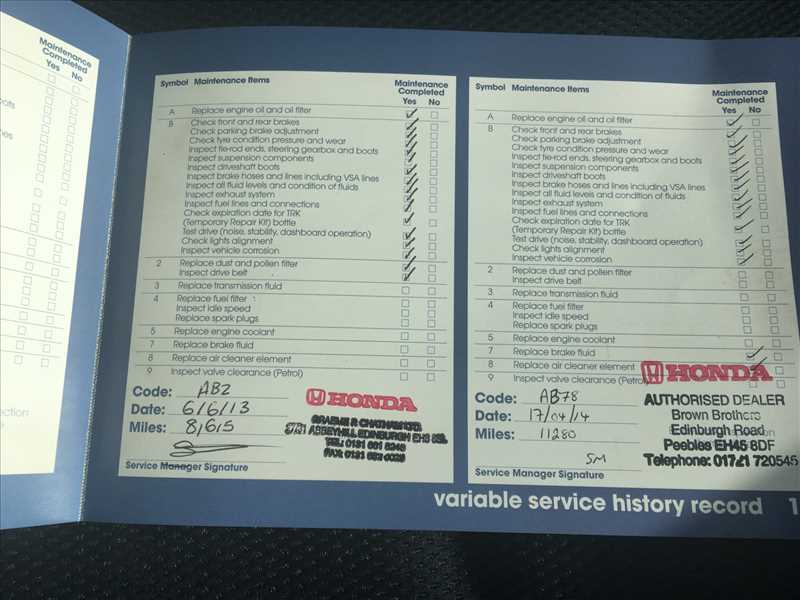 Maintenance
Completed
Yes No
Symbol Maintenance Items
Maintenance
Completed
Yes No
A Replace engine oil and oil filter
B Check front and rear brakes
Check parking brake adjustment
Check tyre condition pressure and wear
Inspect tie-rod ends, steering gearbox and boots
Inspect suspension components
Inspect driveshaft boots
Inspect brake hoses and lines including VSA lines
Inspect all fluid levels and condition of fluids
Inspect exhaust system
Inspect fuel lines and connections
Check expiration date for TRK
(Temporary Repair Kit) bottle
Test drive (noise, stability, dashboard operation)
Check lights alignment
Inspect vehicle corrosion
2 Replace dust and pollen filter
Inspect drive belt
3 Replace transmission fluid
4 Replace fuel filter
Inspect idle speed
Replace spark plugs
5 Replace engine coolant
7 Replace brake fluid
8 Replace air cleaner element
9 Inspect valve clearance (Petrol)
Code: AB2
Date: 6/6/13
Miles: 8,615
Service Manager Signature
HONDA
EDINBURGH
Symbol Maintenance Items
Maintenance
Completed
Yes No
A Replace engine oil and oil filter
B Check front and rear brakes
Check parking brake adjustment
Check tyre condition pressure and wear
Inspect tie-rod ends, steering gearbox and boots
Inspect suspension components
Inspect driveshaft boots
Inspect brake hoses and lines including VSA lines
Inspect all fluid levels and condition of fluids
Inspect exhaust system
Inspect fuel lines and connections
Check expiration date for TRK
(Temporary Repair Kit) bottle
Test drive (noise, stability, dashboard operation)
Check lights alignment
Inspect vehicle corrosion
2 Replace dust and pollen filter
Inspect drive belt
3 Replace transmission fluid
4 Replace fuel filter
Inspect idle speed
Replace spark plugs
5 Replace engine coolant
7 Replace brake fluid
8 Replace air cleaner element
9 Inspect valve clearance (Petrol)
HONDA
Code: AB78
Date: 17/04/14
Miles: 11280
SM
Service Manager Signature
AUTHORISED DEALER
Brown Brothers
Edinburgh Road
Peebles EH45 8DF
Telephone: 01721 720545
variable service history record 1